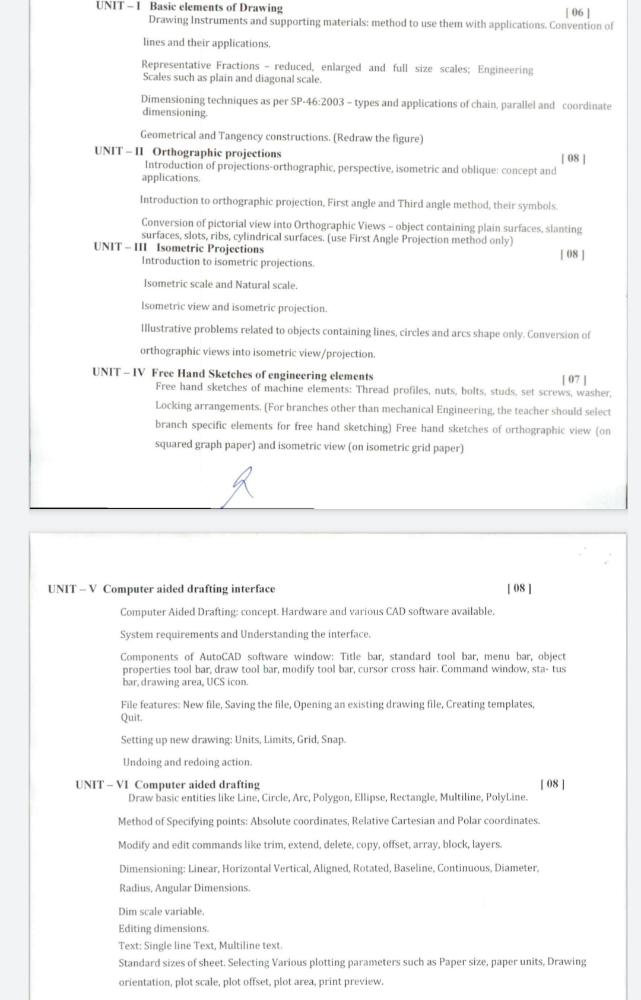 UNIT – I Basic elements of Drawing [ 06 ]
Drawing Instruments and supporting materials: method to use them with applications. Convention of
lines and their applications.
Representative Fractions – reduced, enlarged and full size scales; Engineering
Scales such as plain and diagonal scale.
Dimensioning techniques as per SP-46:2003 – types and applications of chain, parallel and coordinate
dimensioning.
Geometrical and Tangency constructions. (Redraw the figure)
UNIT – II Orthographic projections [ 08 ]
Introduction of projections-orthographic, perspective, isometric and oblique: concept and
applications.
Introduction to orthographic projection, First angle and Third angle method, their symbols.
Conversion of pictorial view into Orthographic Views – object containing plain surfaces, slanting
surfaces, slots, ribs, cylindrical surfaces. (use First Angle Projection method only)
UNIT – III Isometric Projections [ 08 ]
Introduction to isometric projections.
Isometric scale and Natural scale.
Isometric view and isometric projection.
Illustrative problems related to objects containing lines, circles and arcs shape only. Conversion of
orthographic views into isometric view/projection.
UNIT – IV Free Hand Sketches of engineering elements [ 07 ]
Free hand sketches of machine elements: Thread profiles, nuts, bolts, studs, set screws, washer,
Locking arrangements. (For branches other than mechanical Engineering, the teacher should select
branch specific elements for free hand sketching) Free hand sketches of orthographic view (on
squared graph paper) and isometric view (on isometric grid paper)
UNIT – V Computer aided drafting interface [ 08 ]
Computer Aided Drafting: concept. Hardware and various CAD software available.
System requirements and Understanding the interface.
Components of AutoCAD software window: Title bar, standard tool bar, menu bar, object
properties tool bar, draw tool bar, modify tool bar, cursor cross hair. Command window, sta- tus
bar, drawing area, UCS icon.
File features: New file, Saving the file, Opening an existing drawing file, Creating templates,
Quit.
Setting up new drawing: Units, Limits, Grid, Snap.
Undoing and redoing action.
UNIT – VI Computer aided drafting [ 08 ]
Draw basic entities like Line, Circle, Arc, Polygon, Ellipse, Rectangle, Multiline, PolyLine.
Method of Specifying points: Absolute coordinates, Relative Cartesian and Polar coordinates.
Modify and edit commands like trim, extend, delete, copy, offset, array, block, layers.
Dimensioning: Linear, Horizontal Vertical, Aligned, Rotated, Baseline, Continuous, Diameter,
Radius, Angular Dimensions.
Dim scale variable.
Editing dimensions.
Text: Single line Text, Multiline text.
Standard sizes of sheet. Selecting Various plotting parameters such as Paper size, paper units, Drawing
orientation, plot scale, plot offset, plot area, print preview.